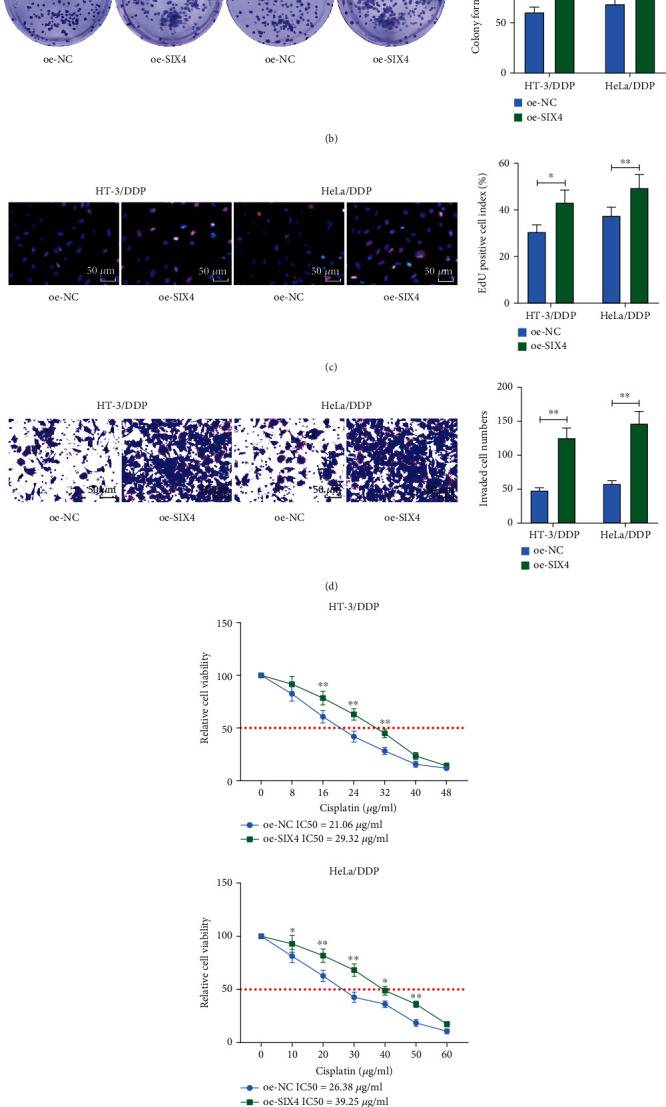 oe-NC oe-SIX4 oe-NC oe-SIX4
Colony form
50
0
HT-3/DDP HeLa/DDP
oe-NC
oe-SIX4
(b)
HT-3/DDP HeLa/DDP
50 μm 50 μm 50 μm 50 μm
oe-NC oe-SIX4 oe-NC oe-SIX4
EdU positive cell index (%)
60
40
20
0
* **
HT-3/DDP HeLa/DDP
oe-NC
oe-SIX4
(c)
HT-3/DDP HeLa/DDP
50 μm 50 μm
oe-NC oe-SIX4 oe-NC oe-SIX4
Invaded cell numbers
200
150
100
50
0
** **
HT-3/DDP HeLa/DDP
oe-NC
oe-SIX4
(d)
HT-3/DDP
Relative cell viability
150
100
50
0
** ** **
0 8 16 24 32 40 48
Cisplatin (μg/ml)
oe-NC IC50 = 21.06 μg/ml
oe-SIX4 IC50 = 29.32 μg/ml
HeLa/DDP
Relative cell viability
150
100
50
0
* ** ** * **
0 10 20 30 40 50 60
Cisplatin (μg/ml)
oe-NC IC50 = 26.38 μg/ml
oe-SIX4 IC50 = 39.25 μg/ml